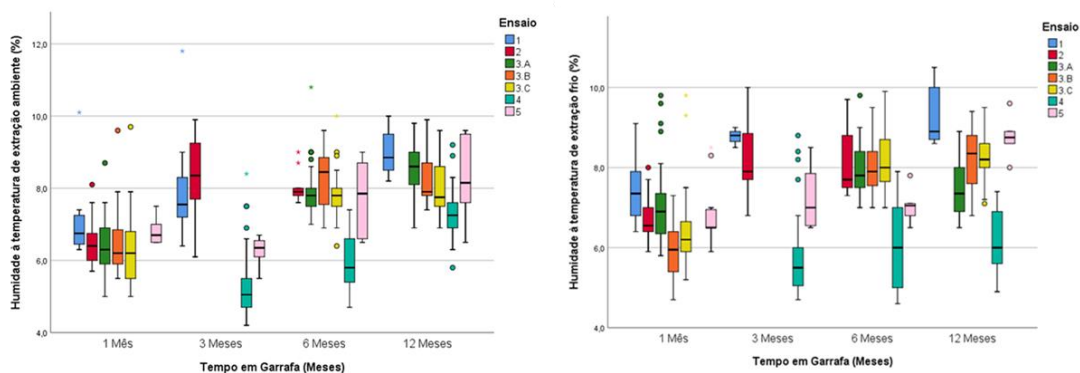 Humidade à temperatura de extração ambiente (%)
12,0
10,0
8,0
6,0
4,0
1 Mês
3 Meses
6 Meses
12 Meses
Tempo em Garrafa (Meses)
Ensaio
1
2
3.A
3.B
3.C
4
5
Humidade à temperatura de extração frio (%)
10,0
8,0
6,0
4,0
1 Mês
3 Meses
6 Meses
12 Meses
Tempo em Garrafa (Meses)
Ensaio
1
2
3.A
3.B
3.C
4
5